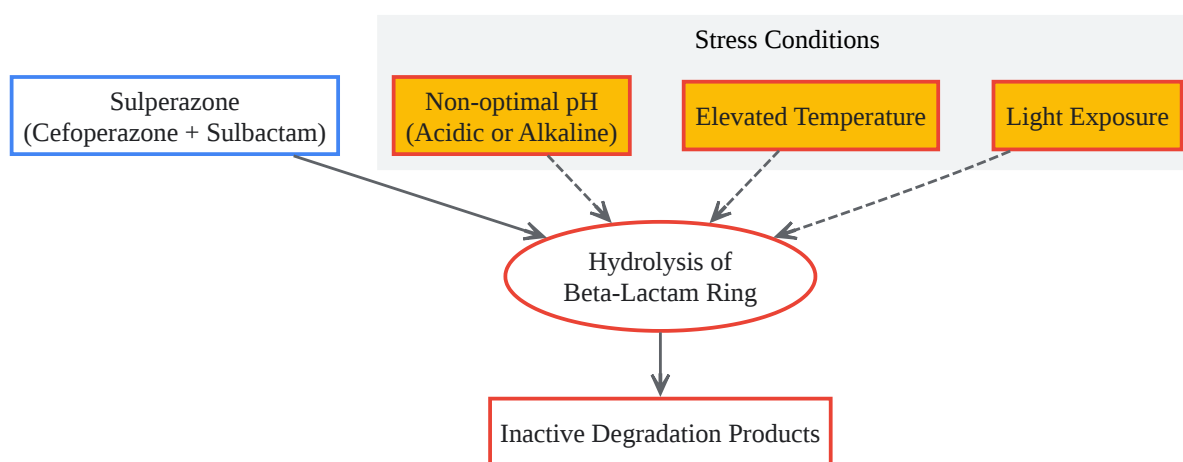 Stress Conditions
Sulperazone
(Cefoperazone + Sulbactam)
Non-optimal pH
(Acidic or Alkaline)
Elevated Temperature
Light Exposure
Hydrolysis of
Beta-Lactam Ring
Inactive Degradation Products